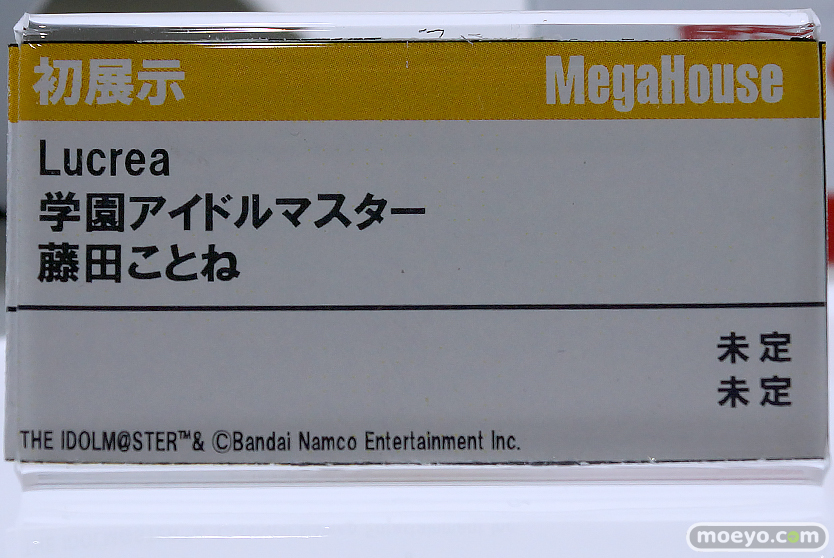 初展示 MegaHouse
Lucrea
学園アイドルマスター
藤田ことね
未定
未定
THE IDOLM@STER™& ©Bandai Namco Entertainment Inc.
moeyo.com